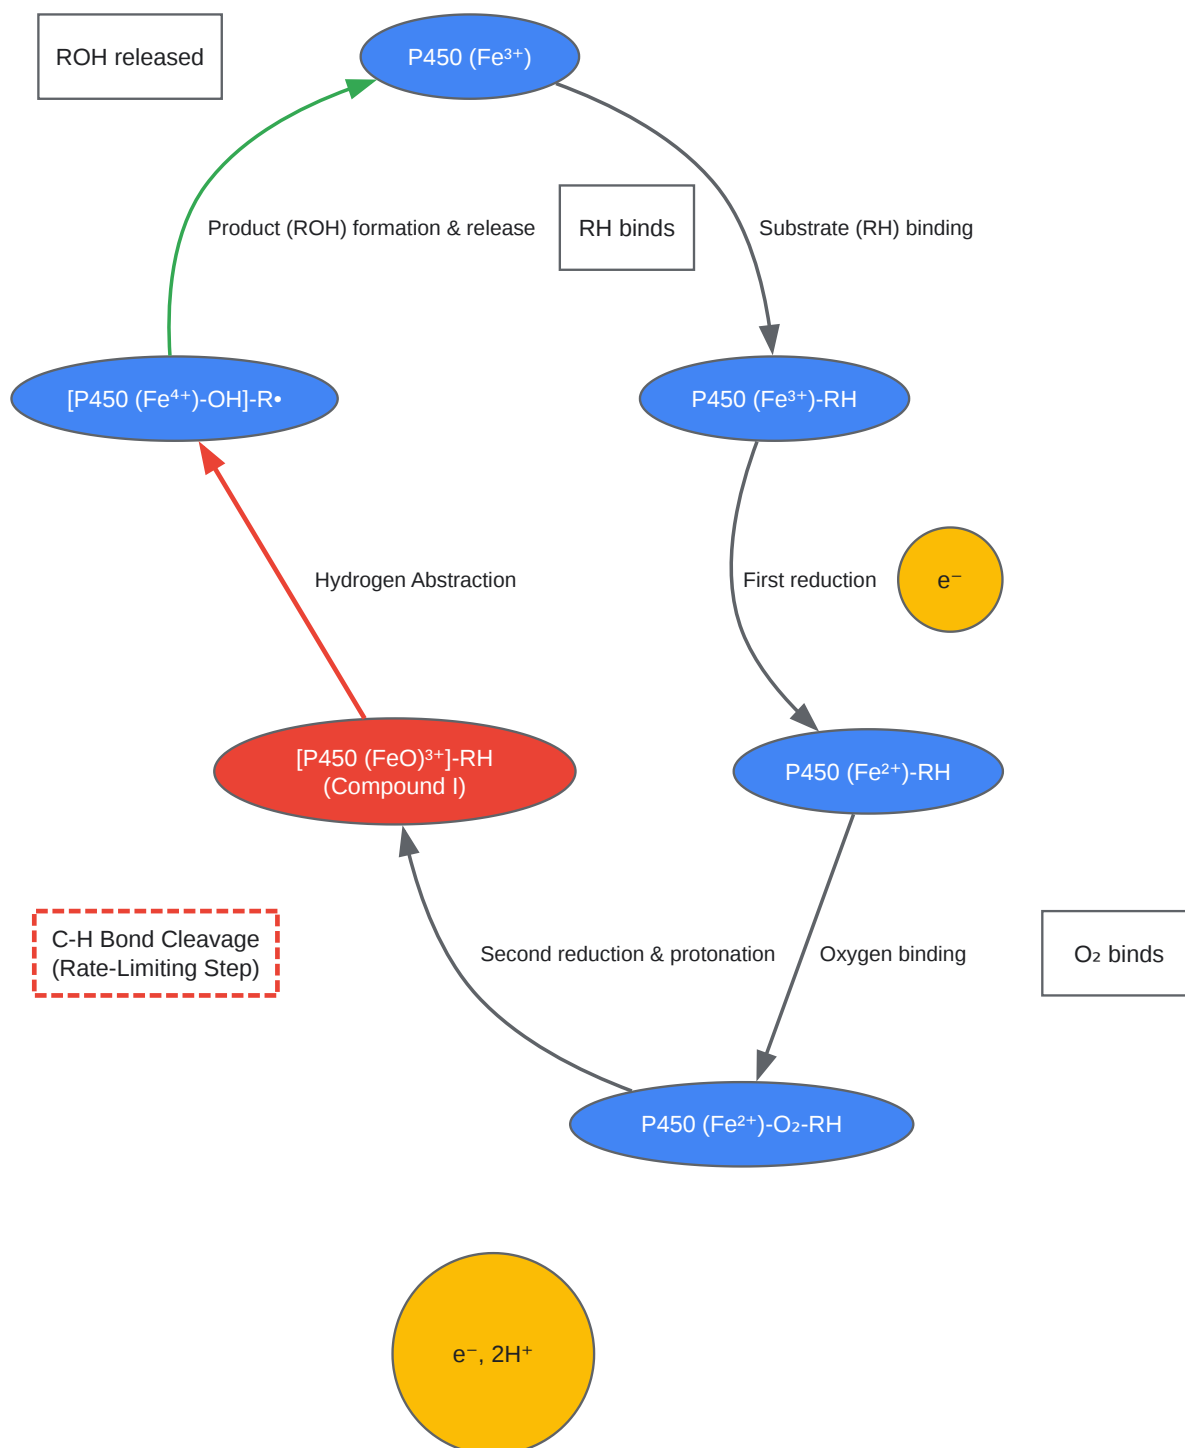 ROH released
P450 (Fe³⁺)
Product (ROH) formation & release
RH binds
Substrate (RH) binding
[P450 (Fe⁴⁺)-OH]-R•
P450 (Fe³⁺)-RH
Hydrogen Abstraction
First reduction
e⁻
[P450 (FeO)³⁺]-RH
(Compound I)
P450 (Fe²⁺)-RH
C-H Bond Cleavage
(Rate-Limiting Step)
Second reduction & protonation
Oxygen binding
O₂ binds
P450 (Fe²⁺)-O₂-RH
e⁻, 2H⁺